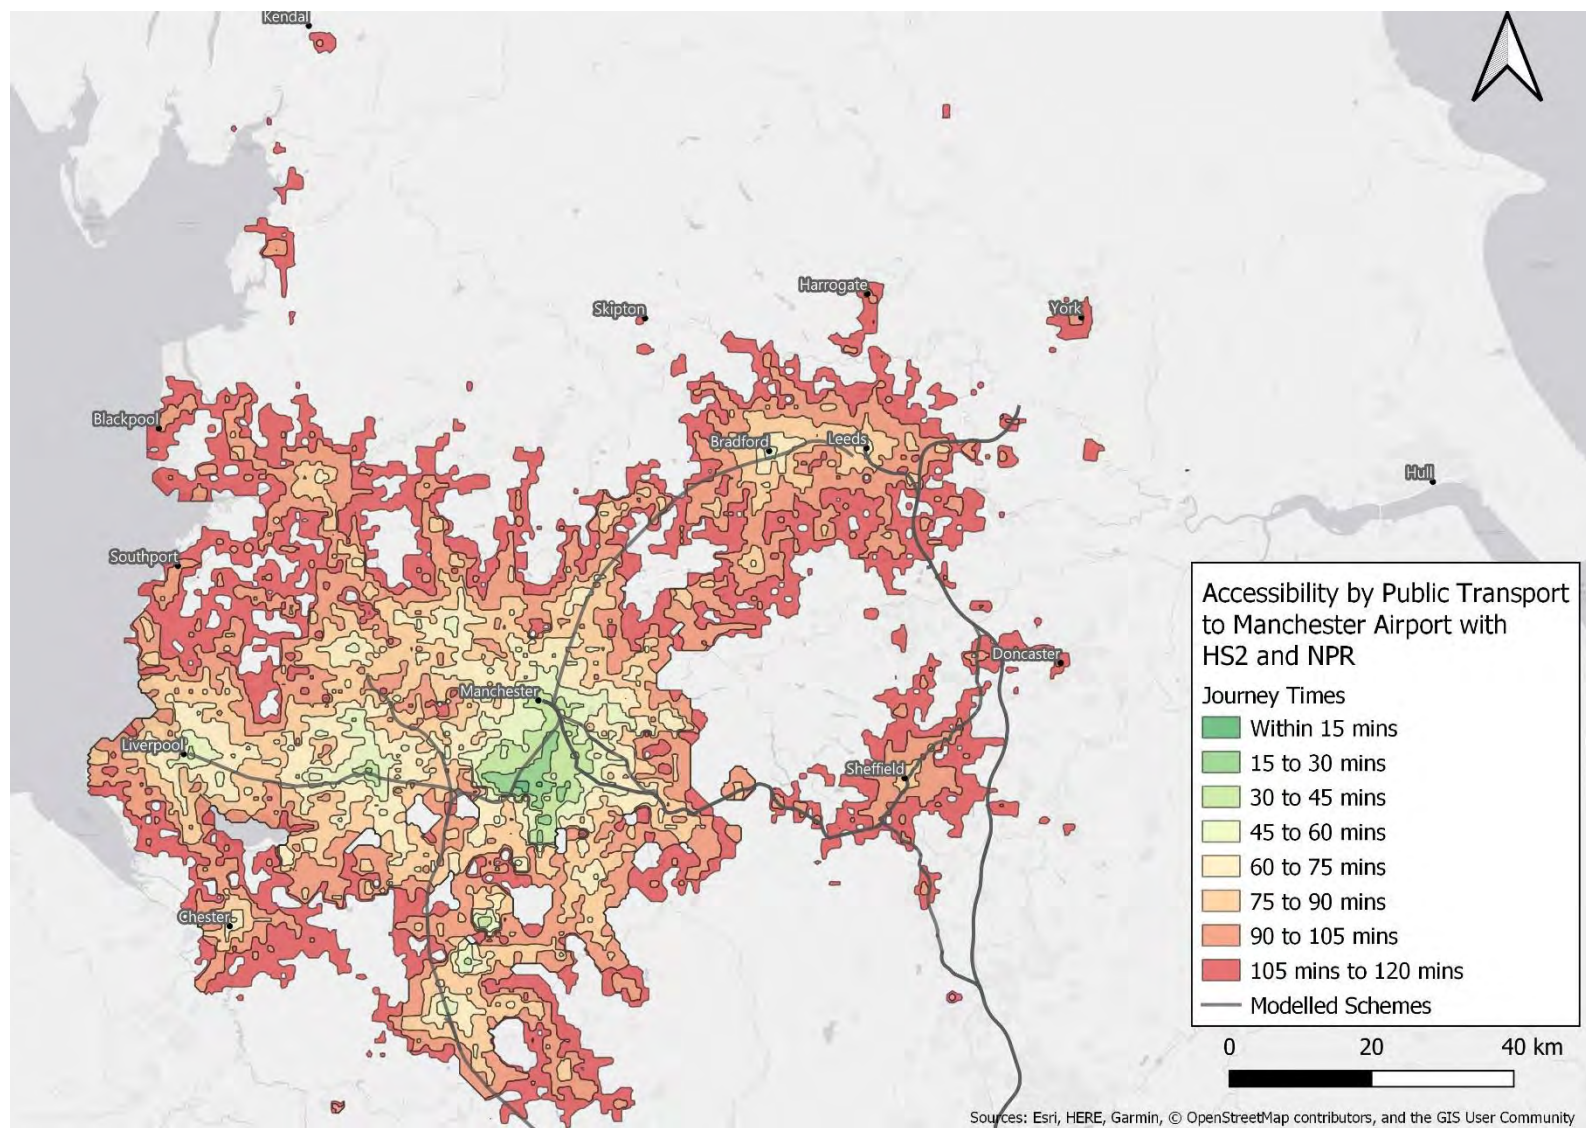 Kendal
Skipton
Harrogate
York
Blackpool
Bradford
Leeds
Hull
Southport
Manchester
Doncaster
Liverpool
Sheffield
Chester
Accessibility by Public Transport
to Manchester Airport with
HS2 and NPR
Journey Times
Within 15 mins
15 to 30 mins
30 to 45 mins
45 to 60 mins
60 to 75 mins
75 to 90 mins
90 to 105 mins
105 mins to 120 mins
Modelled Schemes
0 20 40 km
Sources: Esri, HERE, Garmin, © OpenStreetMap contributors, and the GIS User Community